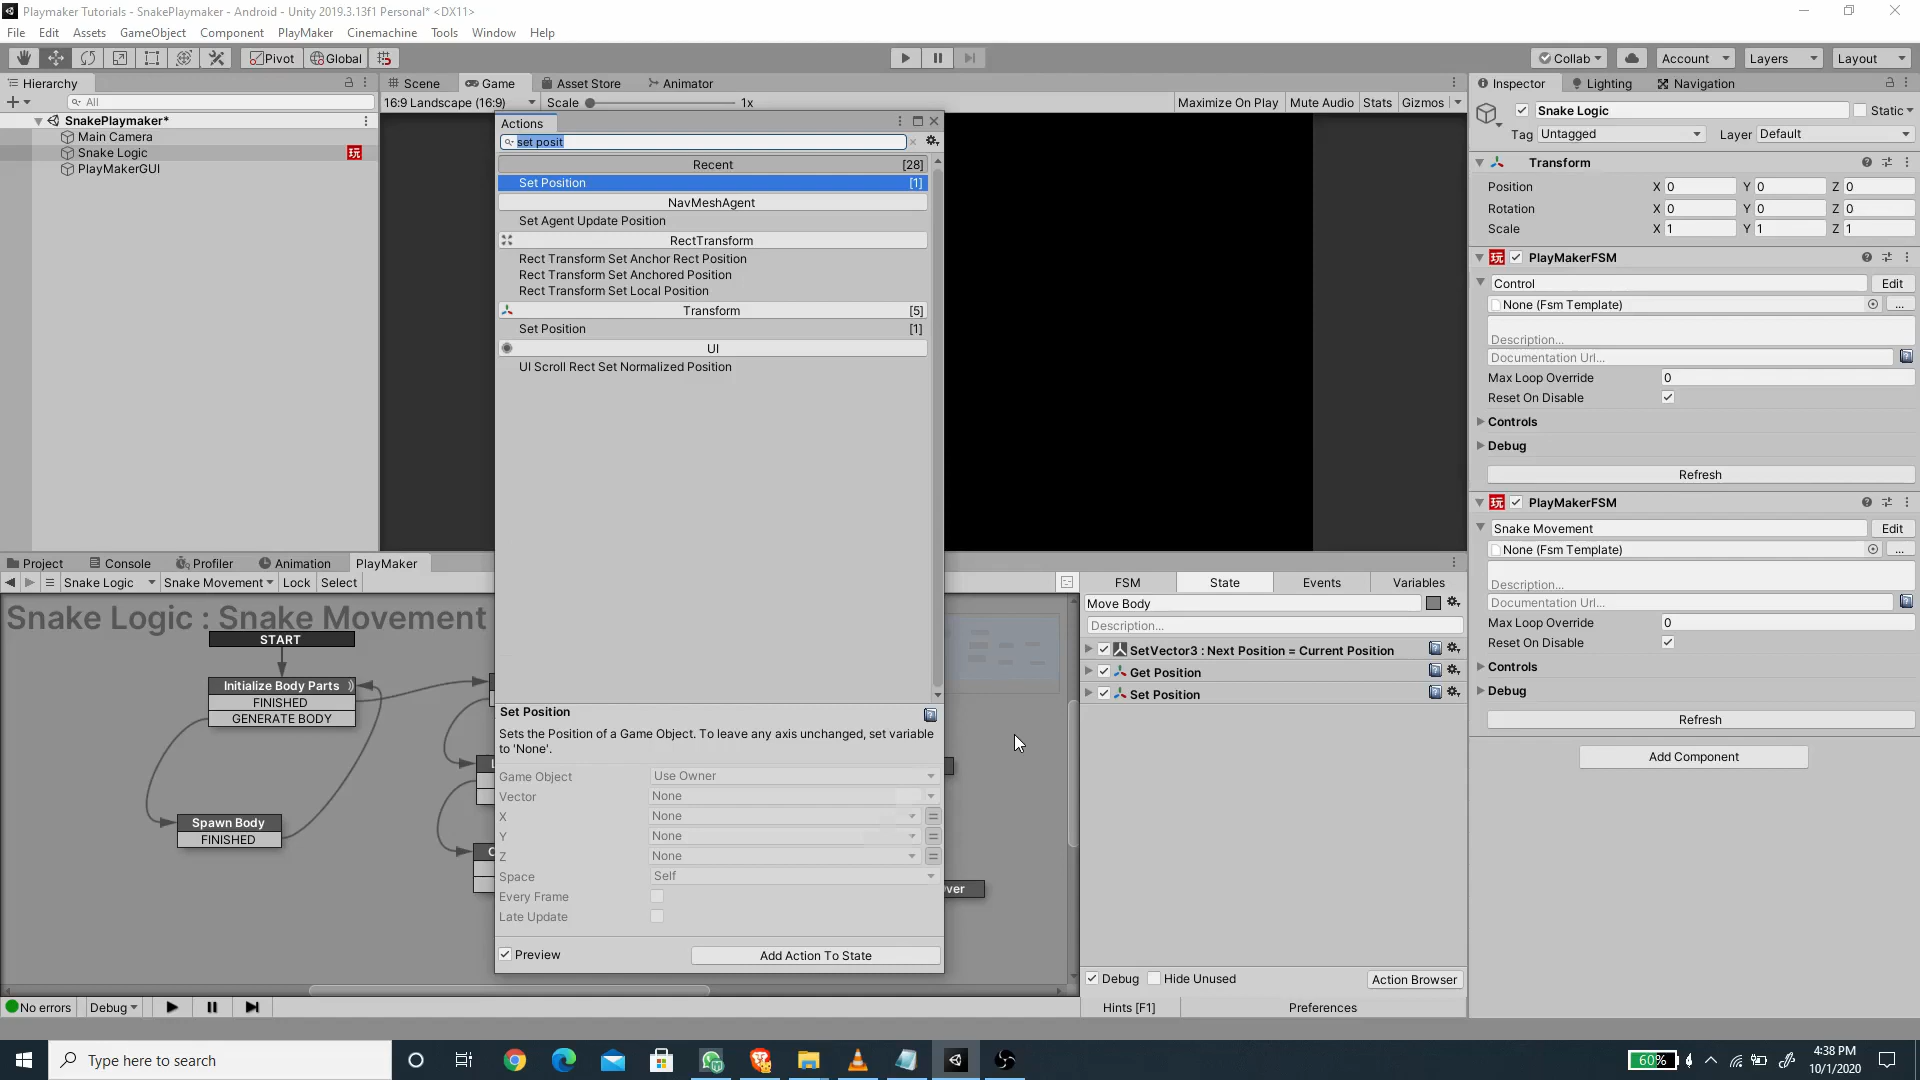 Playmaker Tutorials - SnakePlaymaker - Android - Unity 2019.3.13f1 Personal* <DX11>
File Edit Assets GameObject Component PlayMaker Cinemachine Tools Window Help
Pivot Global Collab Account Layers Layout
Hierarchy Scene Game Asset Store Animator Inspector Lighting Navigation
All 16:9 Landscape (16:9) Scale 1x Maximize On Play Mute Audio Stats Gizmos
SnakePlaymaker*
Main Camera
Snake Logic
PlayMakerGUI
Actions
set posit
Recent [28]
Set Position [1]
NavMeshAgent
Set Agent Update Position
RectTransform
Rect Transform Set Anchor Rect Position
Rect Transform Set Anchored Position
Rect Transform Set Local Position
Transform [5]
Set Position [1]
UI
UI Scroll Rect Set Normalized Position
Set Position
Sets the Position of a Game Object. To leave any axis unchanged, set variable
to 'None'.
Game Object Use Owner
Vector None
X None
Y None
Z None
Space Self
Every Frame
Late Update
Preview Add Action To State
Snake Logic Static
Tag Untagged Layer Default
Transform
Position X 0 Y 0 Z 0
Rotation X 0 Y 0 Z 0
Scale X 1 Y 1 Z 1
玩 PlayMakerFSM
Control Edit
None (Fsm Template) ...
Description...
Documentation Url...
Max Loop Override 0
Reset On Disable
Controls
Debug
Refresh
玩 PlayMakerFSM
Snake Movement Edit
None (Fsm Template) ...
Description...
Documentation Url...
Max Loop Override 0
Reset On Disable
Controls
Debug
Refresh
Add Component
Project Console Profiler Animation PlayMaker
Snake Logic Snake Movement Lock Select
Snake Logic : Snake Movement
START
Initialize Body Parts
FINISHED
GENERATE BODY
Spawn Body
FINISHED
ver
FSM State Events Variables
Move Body
Description...
SetVector3 : Next Position = Current Position
Get Position
Set Position
Debug Hide Unused Action Browser
Hints [F1] Preferences
No errors Debug
Type here to search
60%
4:38 PM
10/1/2020